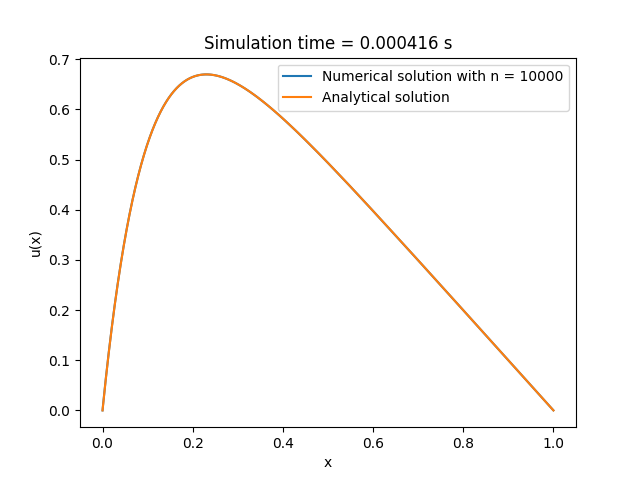 Simulation time = 0.000416 s
Numerical solution with n = 10000
Analytical solution
u(x)
0.7
0.6
0.5
0.4
0.3
0.2
0.1
0.0
0.0 0.2 0.4 0.6 0.8 1.0
x